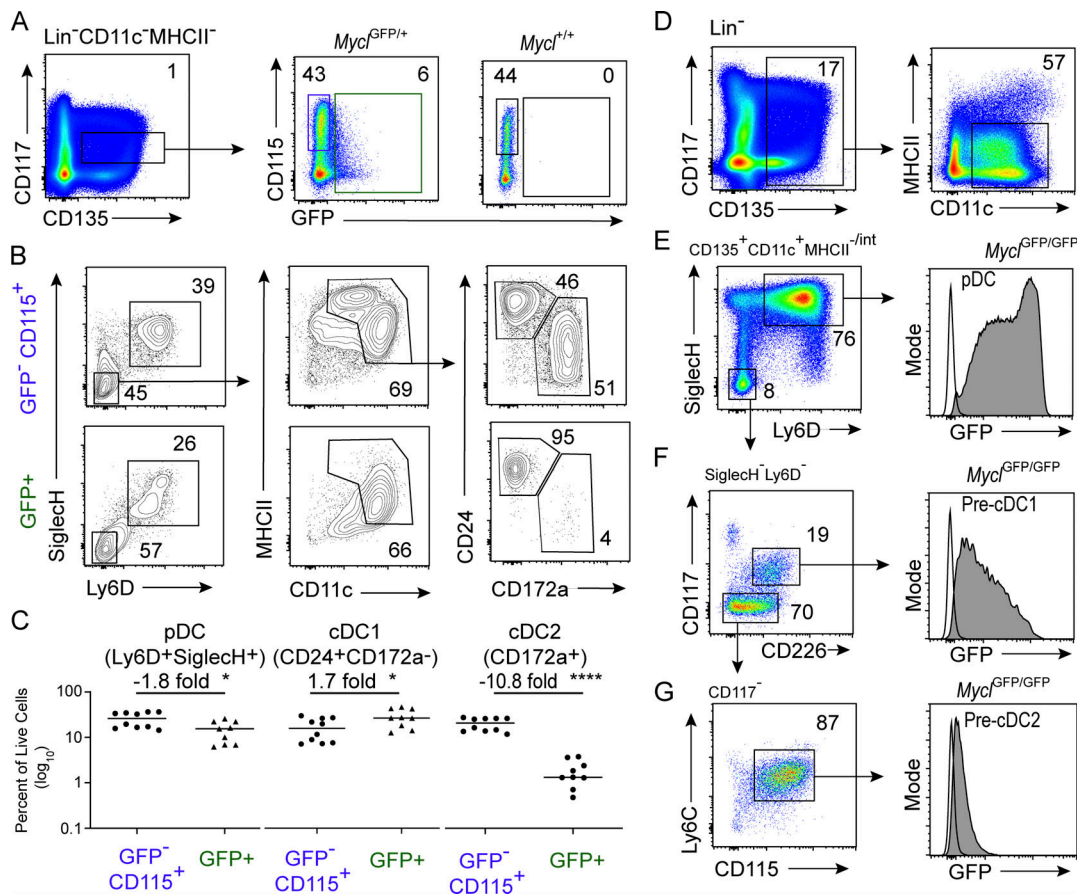 A
Lin⁻CD11c⁻MHCII⁻
1
CD117
CD135
Mycl^GFP/+
43
6
CD115
GFP
Mycl^+/+
44
0
B
GFP⁻ CD115⁺
GFP+
39
45
26
57
SiglecH
Ly6D
69
66
MHCII
CD11c
46
51
95
4
CD24
CD172a
C
pDC
(Ly6D+SiglecH+)
-1.8 fold *
cDC1
(CD24+CD172a-)
1.7 fold *
cDC2
(CD172a+)
-10.8 fold ****
Percent of Live Cells
(log₁₀)
100
10
1
0.1
GFP⁻
CD115⁺
GFP+
GFP⁻
CD115⁺
GFP+
GFP⁻
CD115⁺
GFP+
D
Lin⁻
17
CD117
CD135
57
MHCII
CD11c
E
CD135⁺CD11c⁺MHCII⁻/int
76
8
SiglecH
Ly6D
Mycl^GFP/GFP
pDC
Mode
GFP
F
SiglecH⁻Ly6D⁻
19
70
CD117
CD226
Mycl^GFP/GFP
Pre-cDC1
Mode
GFP
G
CD117⁻
87
Ly6C
CD115
Mycl^GFP/GFP
Pre-cDC2
Mode
GFP